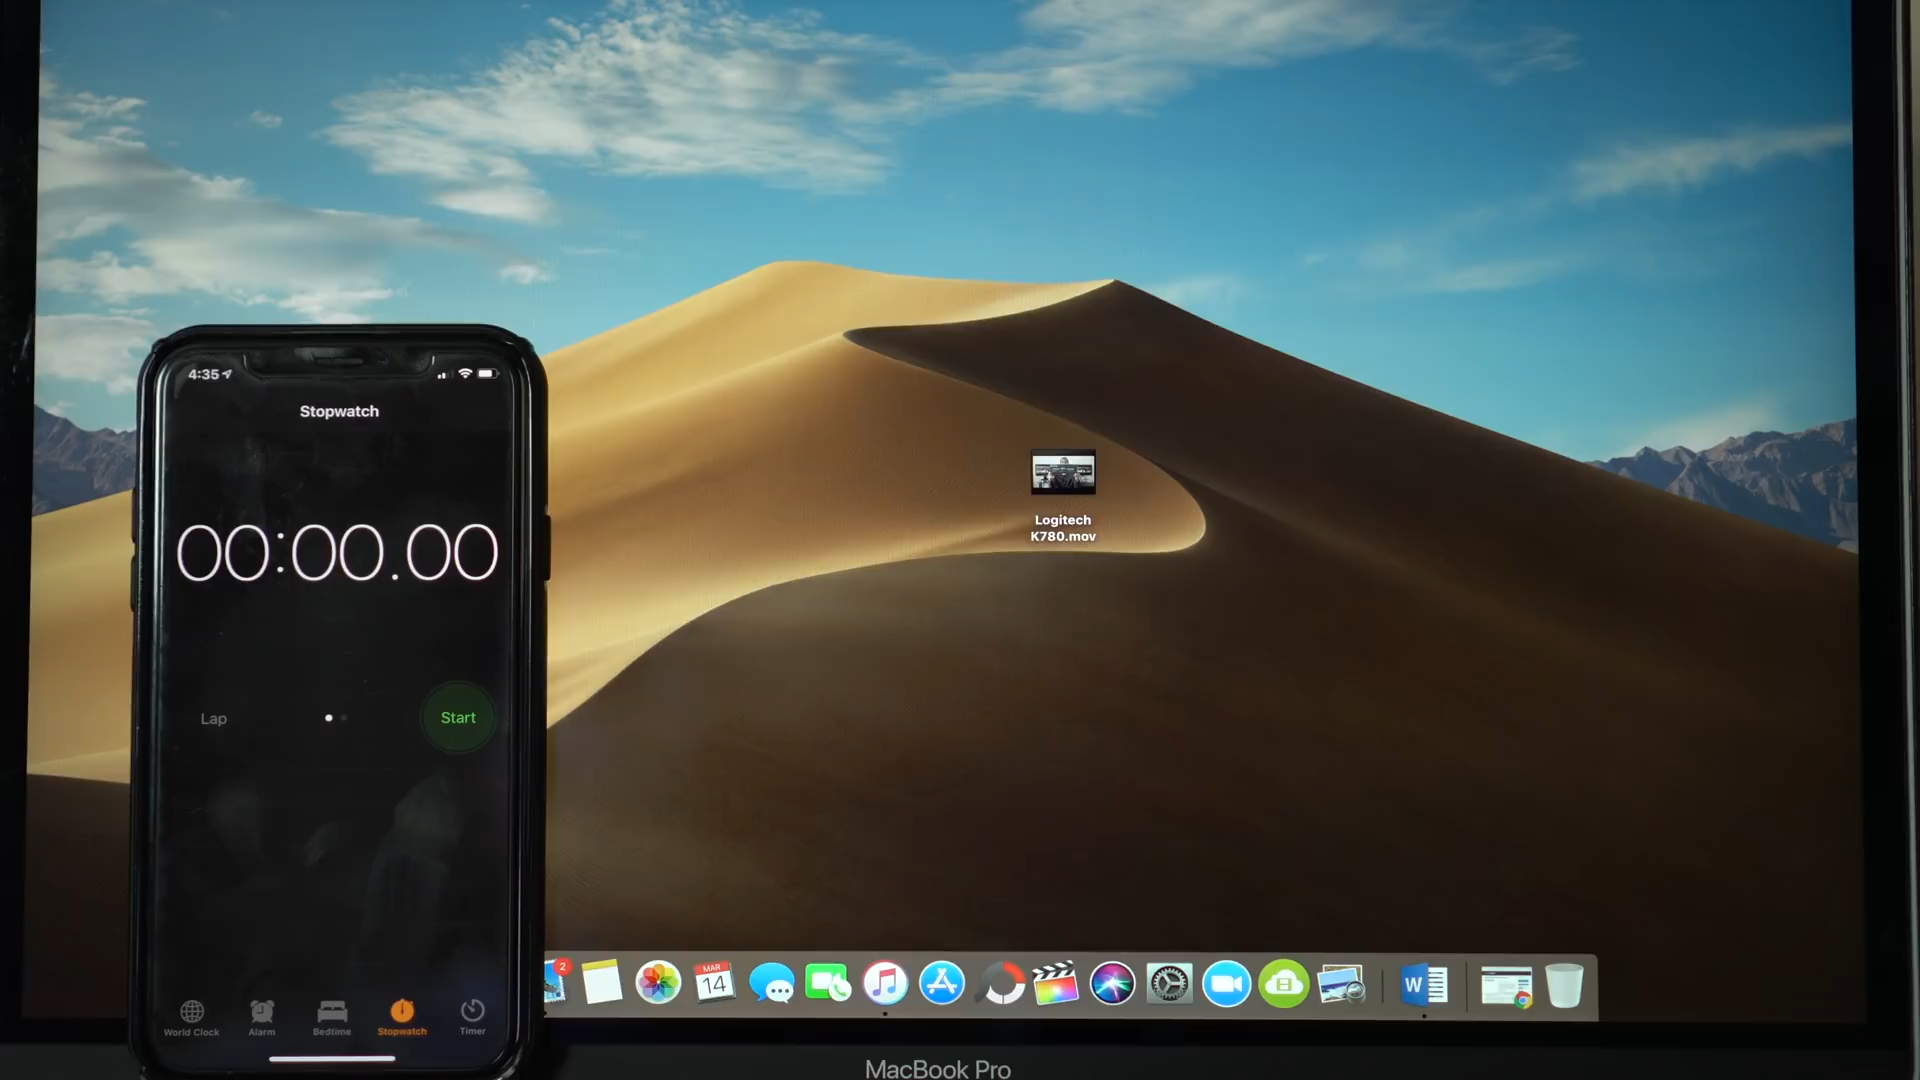 4:35
Stopwatch
00:00.00
Lap
Start
World Clock
Alarm
Bedtime
Stopwatch
Timer
Logitech
K780.mov
2
MAR
14
W
MacBook Pro